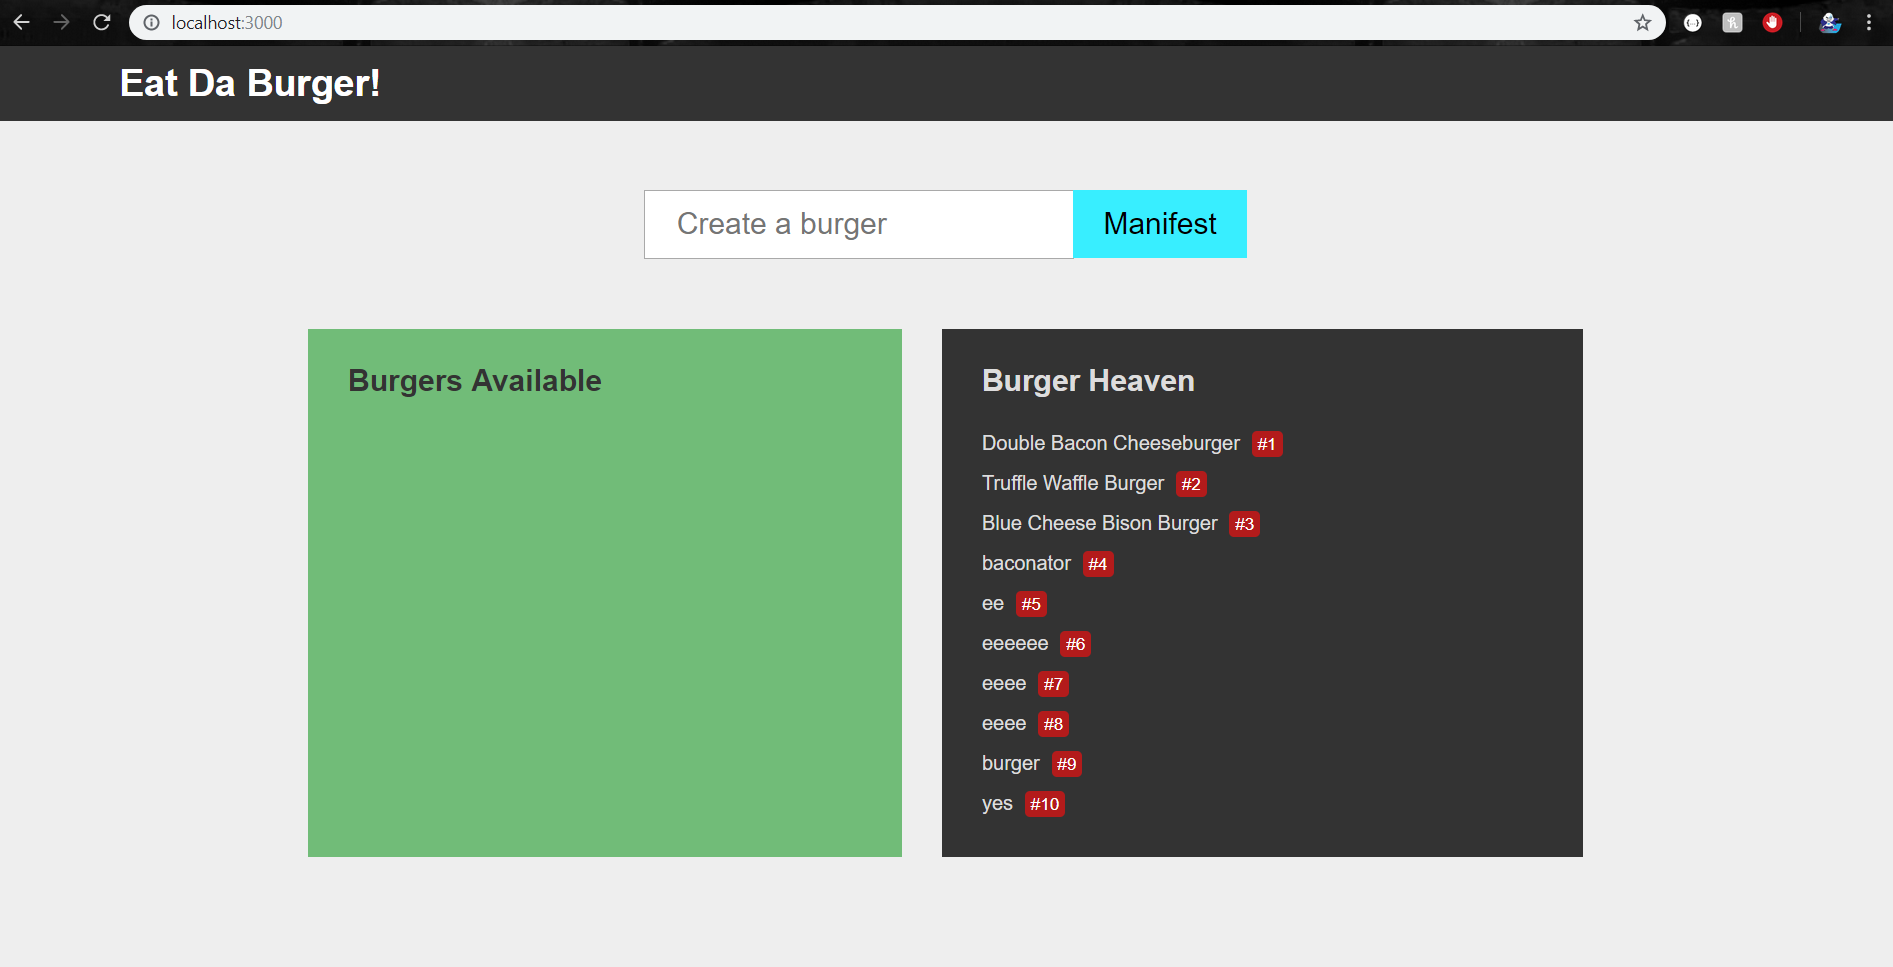 localhost:3000
Eat Da Burger!
Create a burger
Manifest
Burgers Available
Burger Heaven
Double Bacon Cheeseburger #1
Truffle Waffle Burger #2
Blue Cheese Bison Burger #3
baconator #4
ee #5
eeeeee #6
eeee #7
eeee #8
burger #9
yes #10